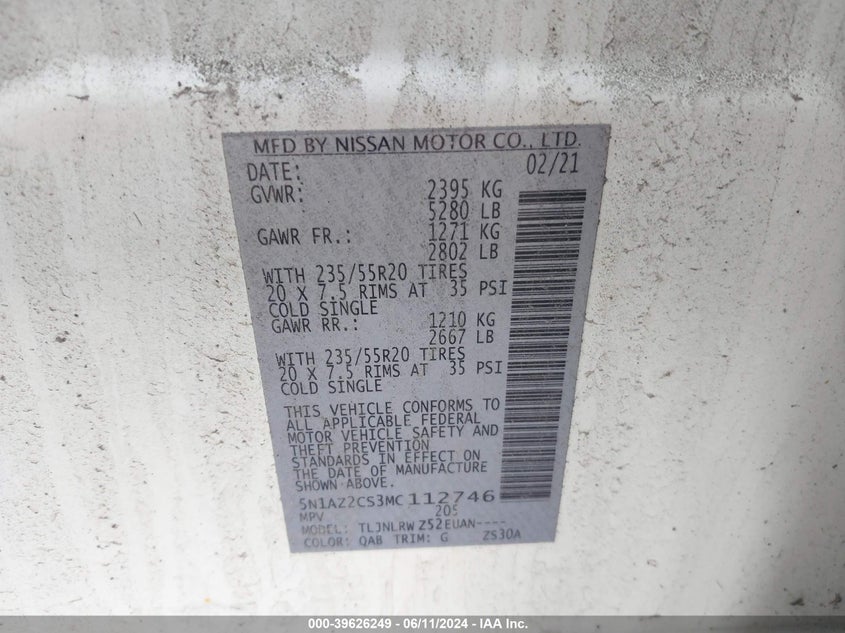 MFD BY NISSAN MOTOR CO., LTD.
DATE: 02/21
GVWR: 2395 KG
5280 LB
GAWR FR.: 1271 KG
2802 LB
WITH 235/55R20 TIRES
20 X 7.5 RIMS AT 35 PSI
COLD SINGLE
GAWR RR.: 1210 KG
2667 LB
WITH 235/55R20 TIRES
20 X 7.5 RIMS AT 35 PSI
COLD SINGLE
THIS VEHICLE CONFORMS TO
ALL APPLICABLE FEDERAL
MOTOR VEHICLE SAFETY AND
THEFT PREVENTION
STANDARDS IN EFFECT ON
THE DATE OF MANUFACTURE
SHOWN ABOVE.
5N1AZ2CS3MC112746
MPV 205
MODEL: TLJNLRW Z52EUAN----
COLOR: QAB TRIM: G ZS30A
000-39626249 - 06/11/2024 - IAA Inc.